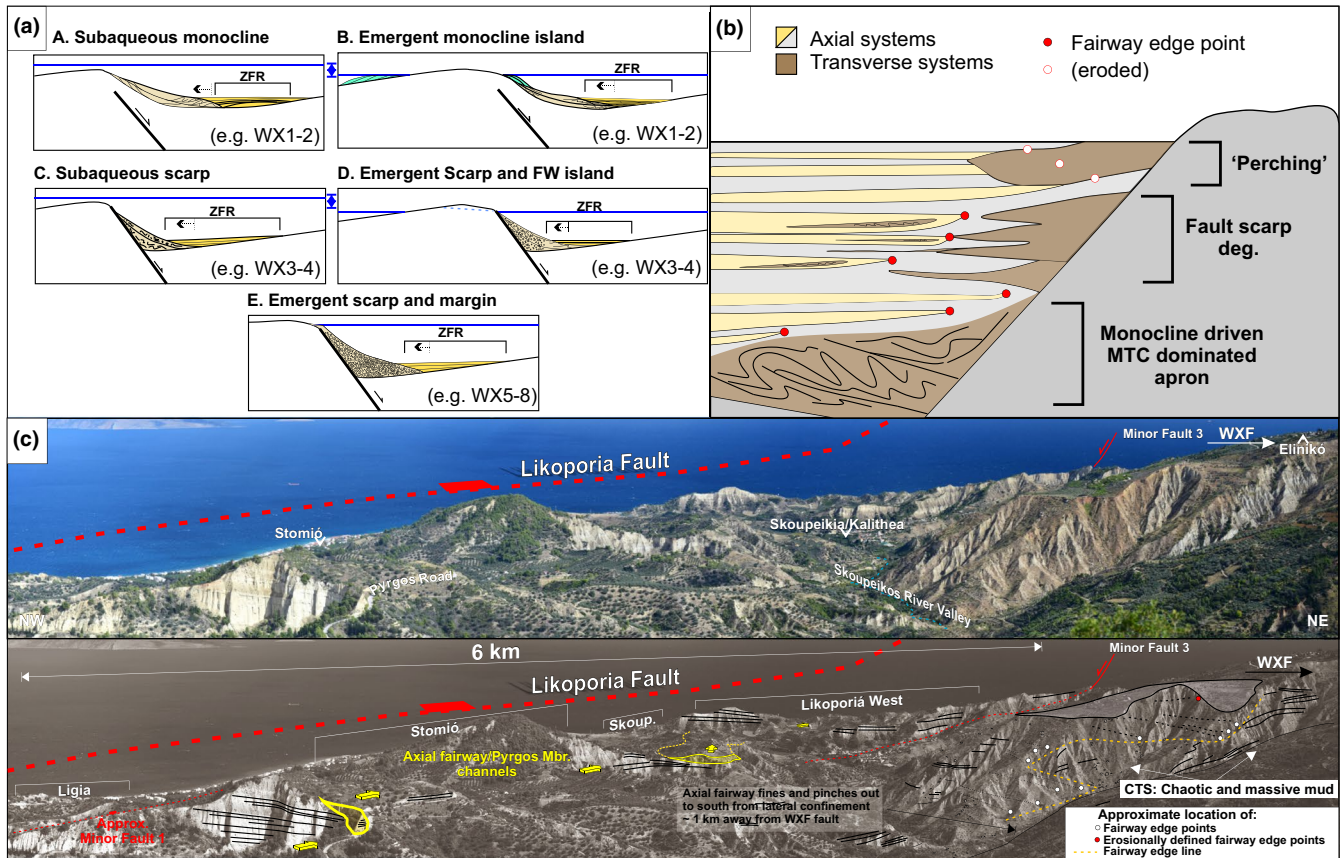 (a)
A. Subaqueous monocline
ZFR
(e.g. WX1-2)
B. Emergent monocline island
ZFR
(e.g. WX1-2)
C. Subaqueous scarp
ZFR
(e.g. WX3-4)
D. Emergent Scarp and FW island
ZFR
(e.g. WX3-4)
E. Emergent scarp and margin
ZFR
(e.g. WX5-8)
(b)
Axial systems
Transverse systems
Fairway edge point
(eroded)
'Perching'
Fault scarp
deg.
Monocline driven
MTC dominated
apron
(c)
Likoporia Fault
Minor Fault 3
WXF
Elinikó
Stomió
Skoupeikia/Kalithea
Pyrgos Road
Skoupeikos River Valley
NW
NE
6 km
Likoporia Fault
Minor Fault 3
WXF
Likoporiá West
Skoup.
Stomió
Axial fairway/Pyrgos Mbr.
channels
Ligia
Approx
Minor Fault 1
Axial fairway fines and pinches out
to south from lateral confinement
~ 1 km away from WXF fault
CTS: Chaotic and massive mud
Approximate location of:
Fairway edge points
Erosionally defined fairway edge points
Fairway edge line